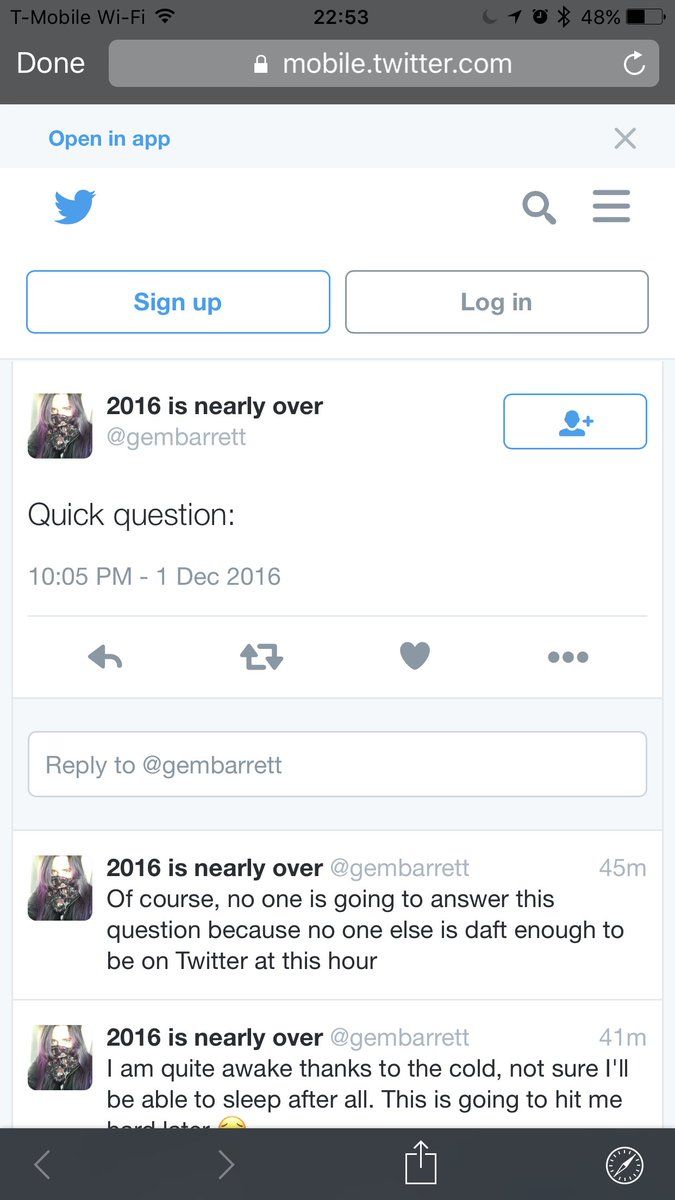 T-Mobile Wi-Fi 22:53 48%
Done mobile.twitter.com
Open in app
Sign up Log in
2016 is nearly over
@gembarrett
Quick question:
10:05 PM - 1 Dec 2016
Reply to @gembarrett
2016 is nearly over @gembarrett 45m
Of course, no one is going to answer this
question because no one else is daft enough to
be on Twitter at this hour
2016 is nearly over @gembarrett 41m
I am quite awake thanks to the cold, not sure I'll
be able to sleep after all. This is going to hit me
hard later